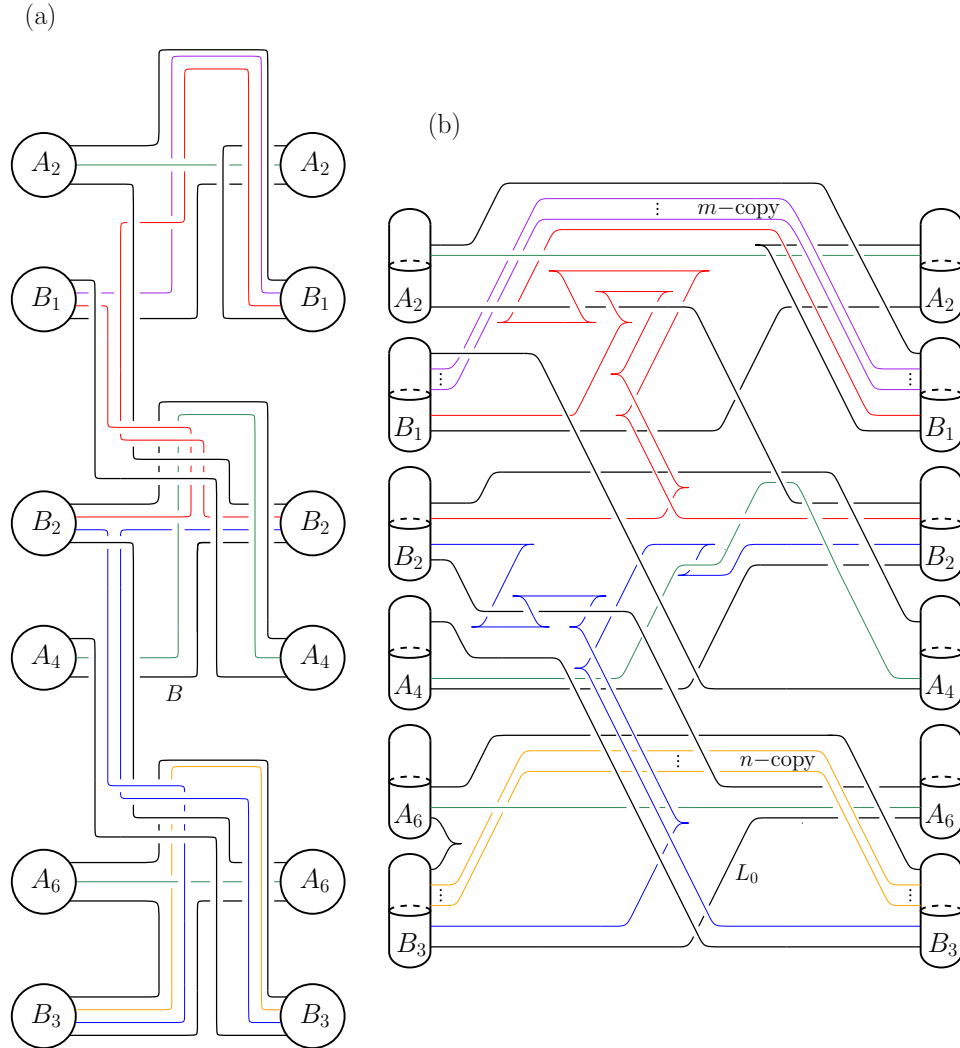 (a)
A₂ A₂
B₁ B₁
B₂ B₂
A₄ A₄
B
A₆ A₆
B₃ B₃
(b)
⋮ m−copy
A₂ A₂
⋮ ⋮
B₁ B₁
B₂ B₂
A₄ A₄
⋮ n−copy
A₆ A₆
L₀
⋮ ⋮
B₃ B₃